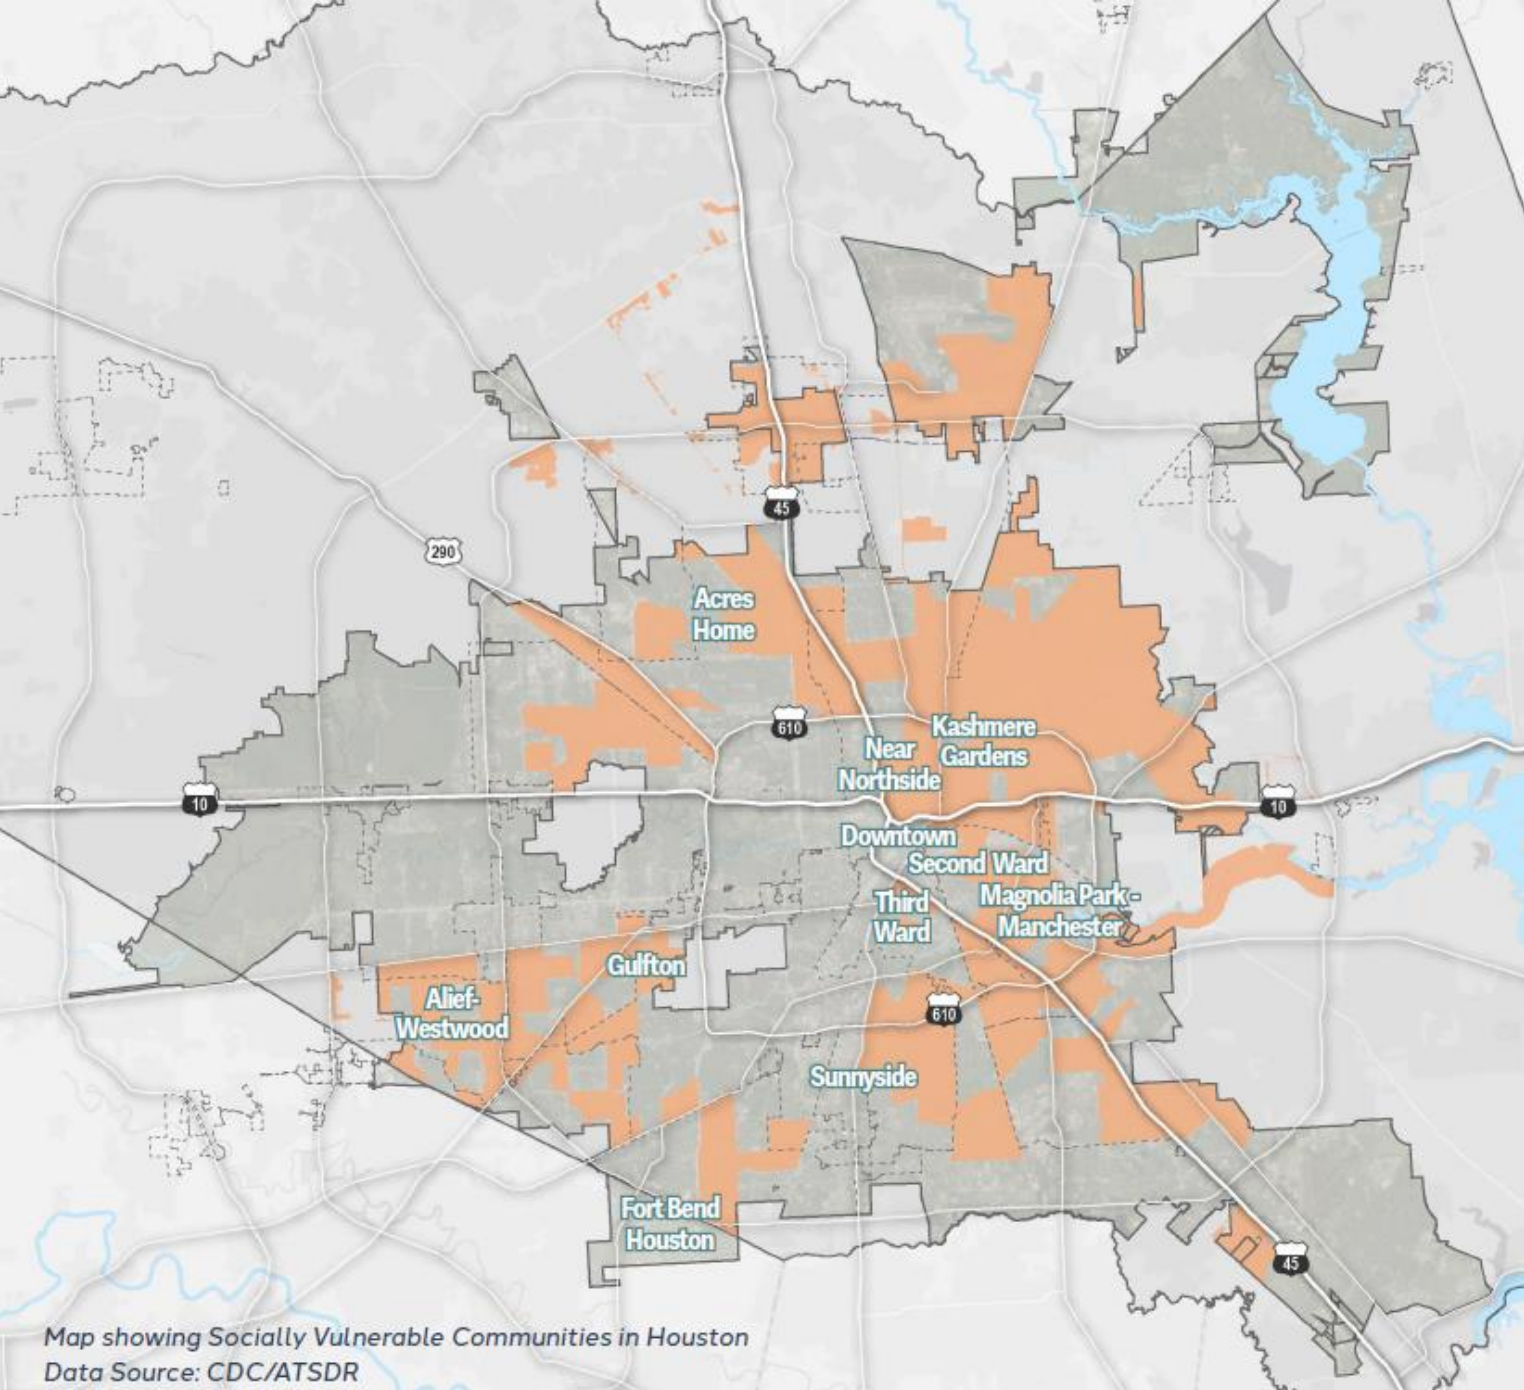 45
290
Acres
Home
610
Kashmere
Gardens
Near
Northside
10
10
Downtown
Second Ward
Third
Ward
Magnolia Park -
Manchester
Gulfton
Alief-
Westwood
610
Sunnyside
Fort Bend
Houston
45
Map showing Socially Vulnerable Communities in Houston
Data Source: CDC/ATSDR